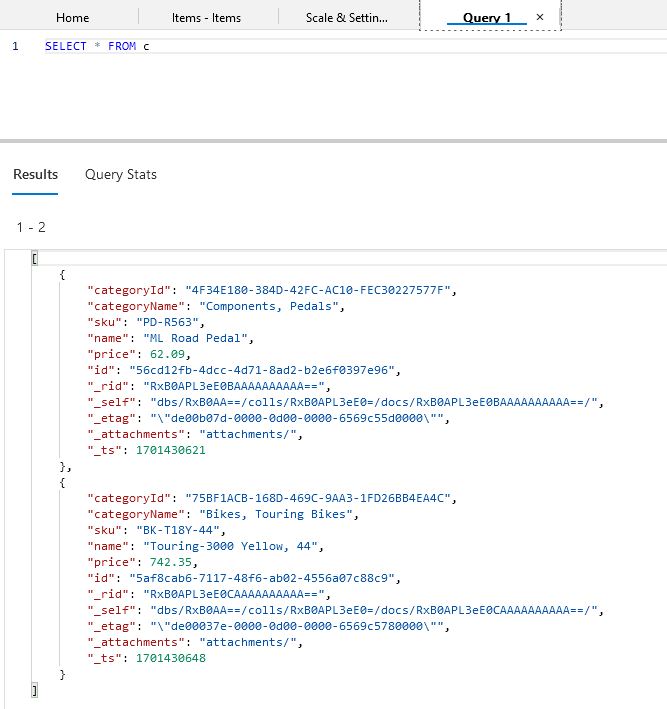 Home Items - Items Scale & Settin... Query 1 ×
1 SELECT * FROM c
Results Query Stats
1 - 2
[
{
"categoryId": "4F34E180-384D-42FC-AC10-FEC30227577F",
"categoryName": "Components, Pedals",
"sku": "PD-R563",
"name": "ML Road Pedal",
"price": 62.09,
"id": "56cd12fb-4dcc-4d71-8ad2-b2e6f0397e96",
"_rid": "RxB0APL3eE0BAAAAAAAAAA==",
"_self": "dbs/RxB0AA==/colls/RxB0APL3eE0=/docs/RxB0APL3eE0BAAAAAAAAAA==/",
"_etag": "\"de00b07d-0000-0d00-0000-6569c55d0000\"",
"_attachments": "attachments/",
"_ts": 1701430621
},
{
"categoryId": "75BF1ACB-168D-469C-9AA3-1FD26BB4EA4C",
"categoryName": "Bikes, Touring Bikes",
"sku": "BK-T18Y-44",
"name": "Touring-3000 Yellow, 44",
"price": 742.35,
"id": "5af8cab6-7117-48f6-ab02-4556a07c88c9",
"_rid": "RxB0APL3eE0CAAAAAAAAAA==",
"_self": "dbs/RxB0AA==/colls/RxB0APL3eE0=/docs/RxB0APL3eE0CAAAAAAAAAA==/",
"_etag": "\"de00037e-0000-0d00-0000-6569c5780000\"",
"_attachments": "attachments/",
"_ts": 1701430648
}
]